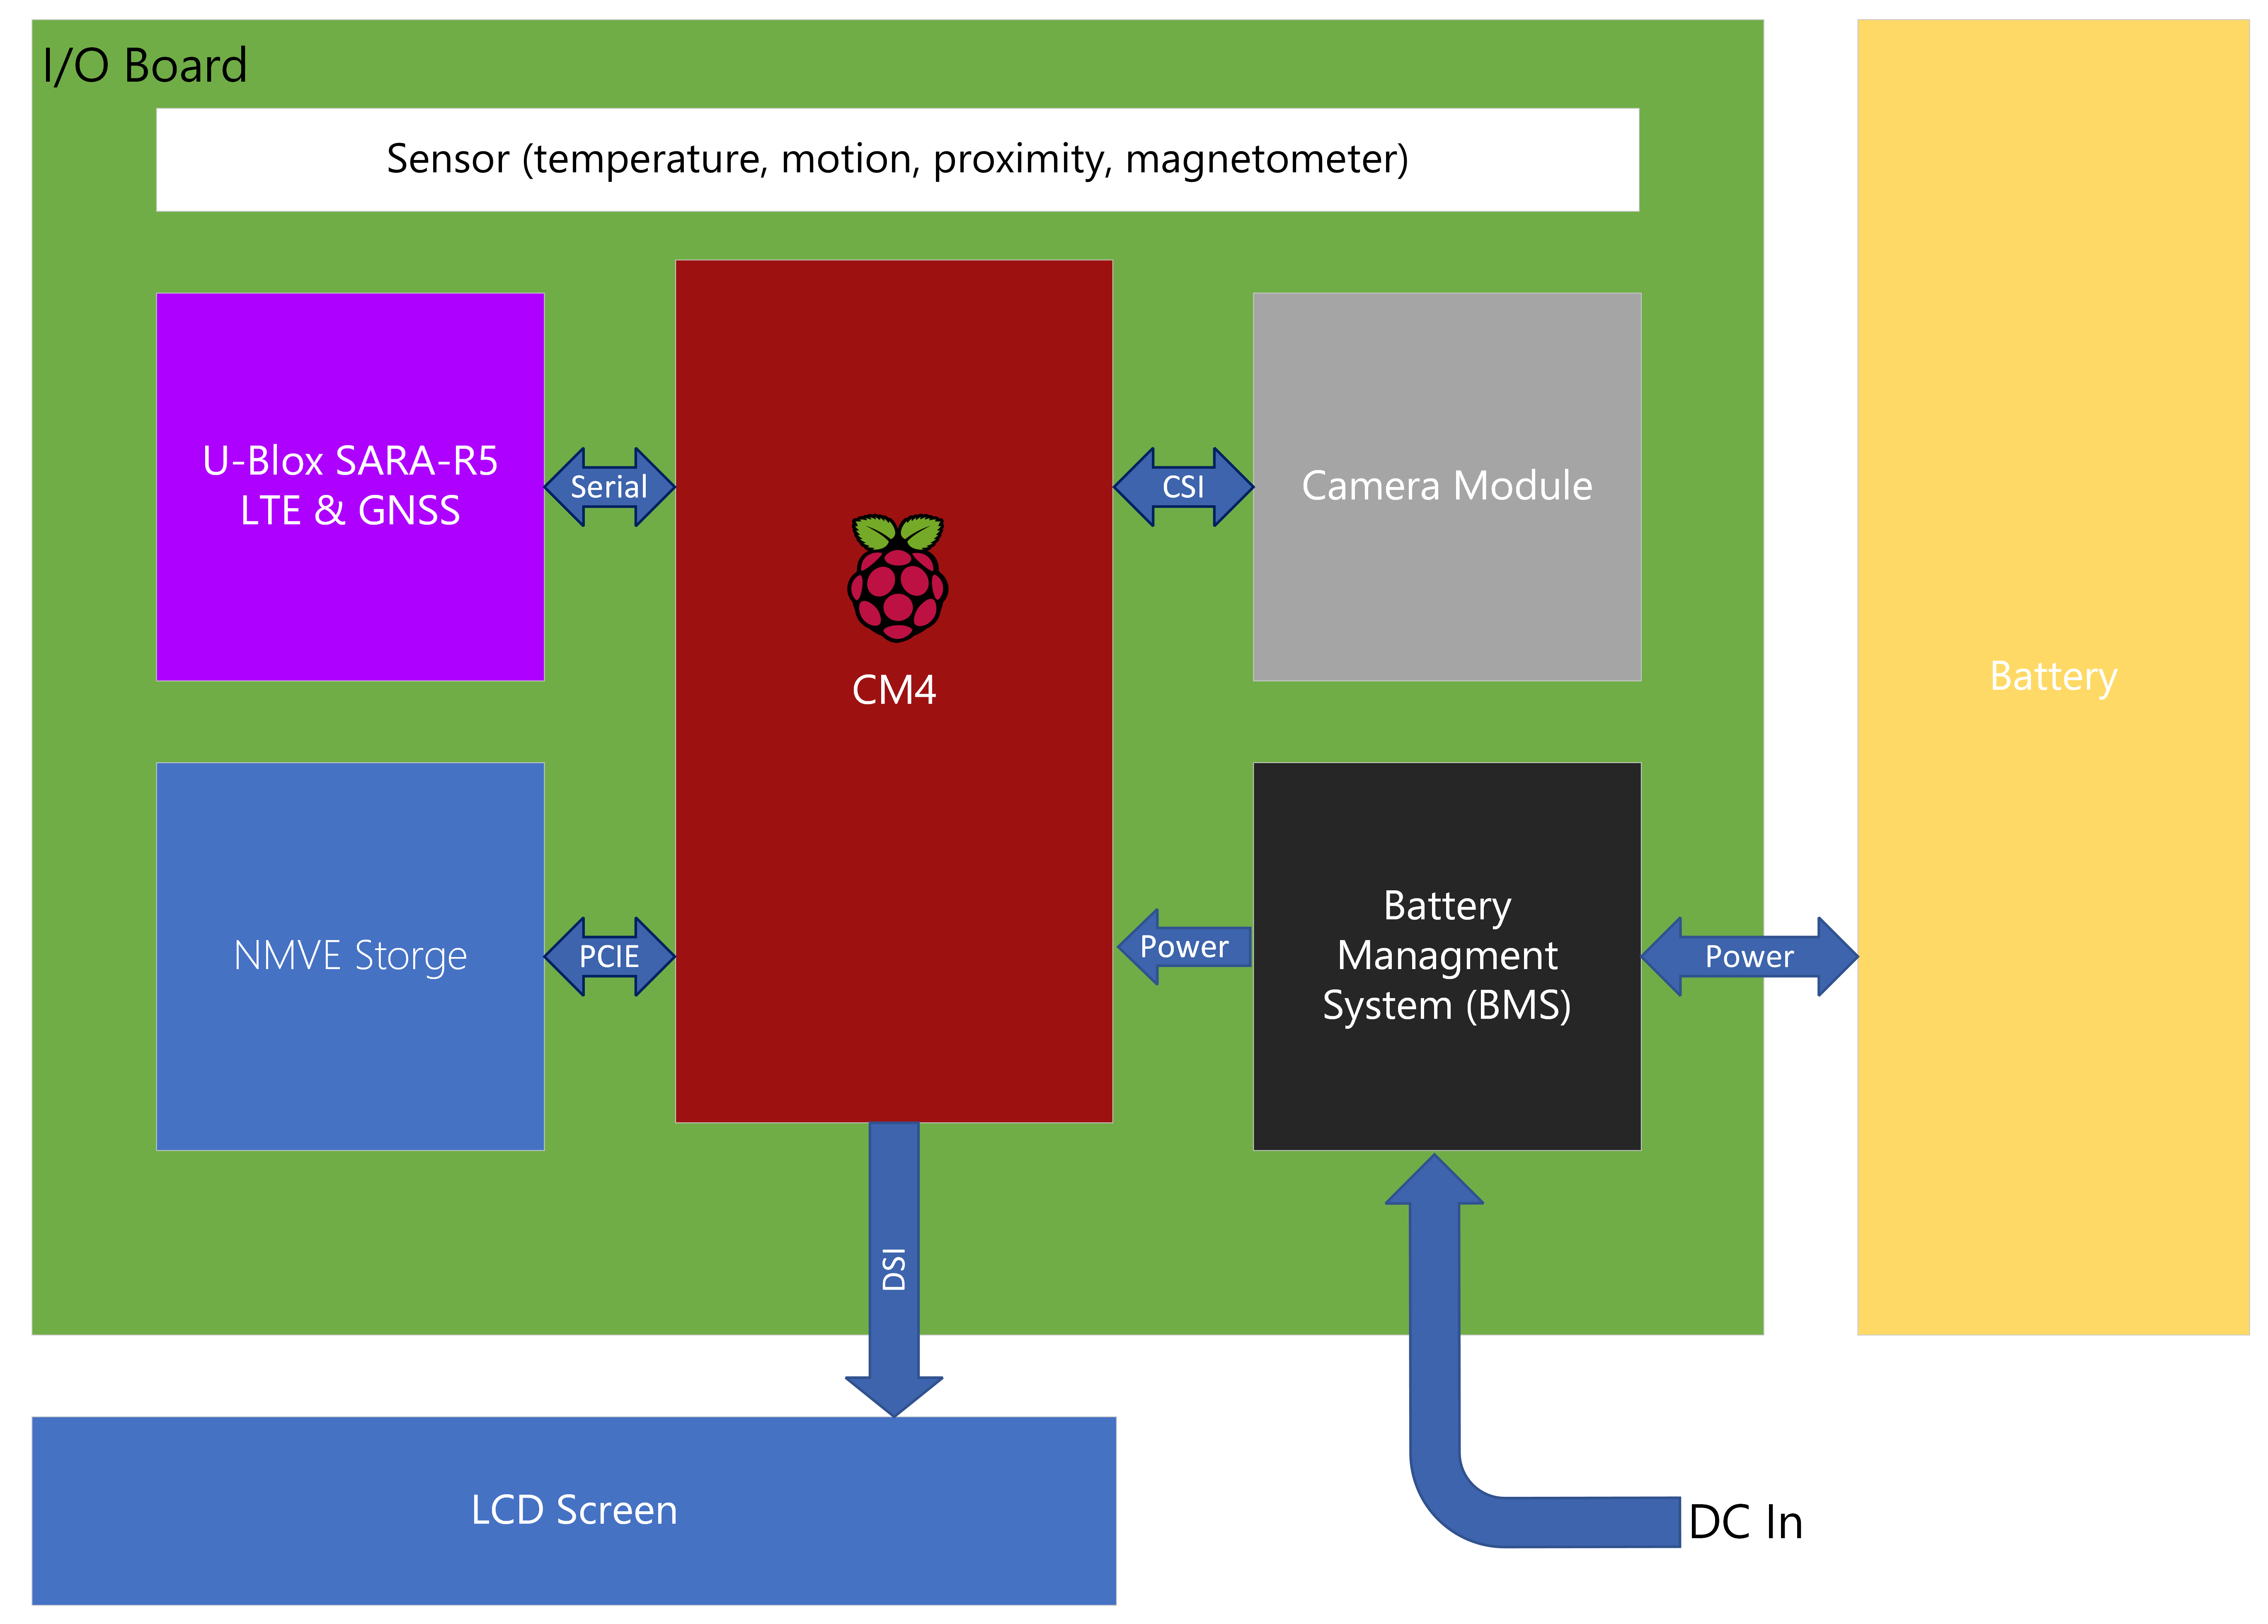 I/O Board
Sensor (temperature, motion, proximity, magnetometer)
U-Blox SARA-R5
LTE & GNSS
Serial
CM4
CSI
Camera Module
Battery
NMVE Storge
PCIE
Power
Battery
Managment
System (BMS)
Power
DSI
LCD Screen
DC In